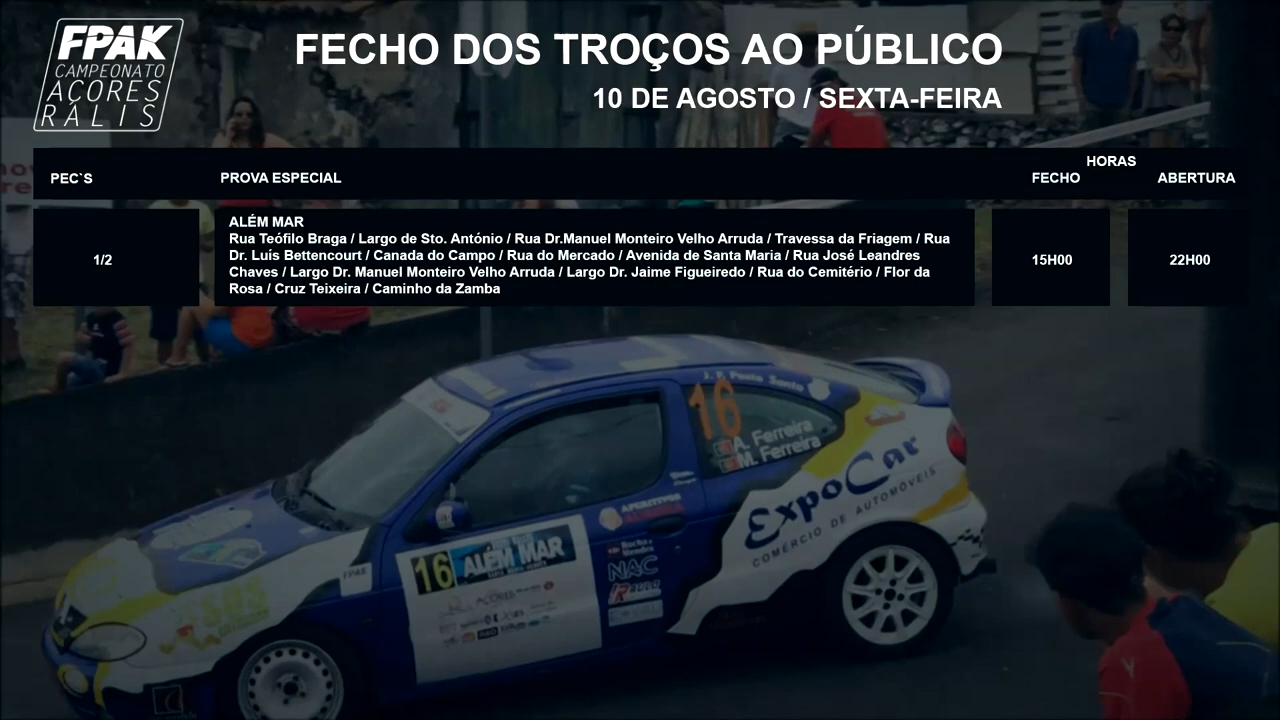 FPAK
CAMPEONATO
AÇORES
RALIS
FECHO DOS TROÇOS AO PÚBLICO
10 DE AGOSTO / SEXTA-FEIRA
HORAS
PEC`S PROVA ESPECIAL FECHO ABERTURA
ALÉM MAR
Rua Teófilo Braga / Largo de Sto. António / Rua Dr.Manuel Monteiro Velho Arruda / Travessa da Friagem / Rua
Dr. Luís Bettencourt / Canada do Campo / Rua do Mercado / Avenida de Santa Maria / Rua José Leandres
Chaves / Largo Dr. Manuel Monteiro Velho Arruda / Largo Dr. Jaime Figueiredo / Rua do Cemitério / Flor da
Rosa / Cruz Teixeira / Caminho da Zamba
1/2 15H00 22H00
J. P. Posto Santo
16
A. Ferreira
M. Ferreira
ExpoCar
COMÉRCIO DE AUTOMÓVEIS
16 ALÉM MAR
FPAK
NAC
AÇORES